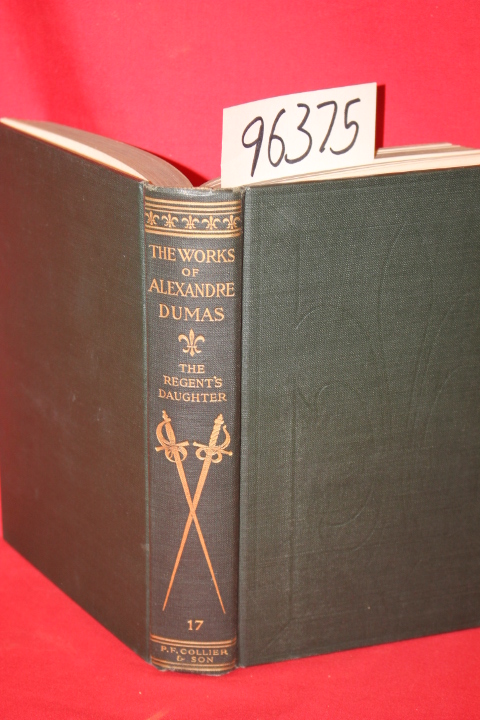 96375
THE WORKS
OF
ALEXANDRE
DUMAS
THE
REGENT'S
DAUGHTER
17
P. F. COLLIER
& SON